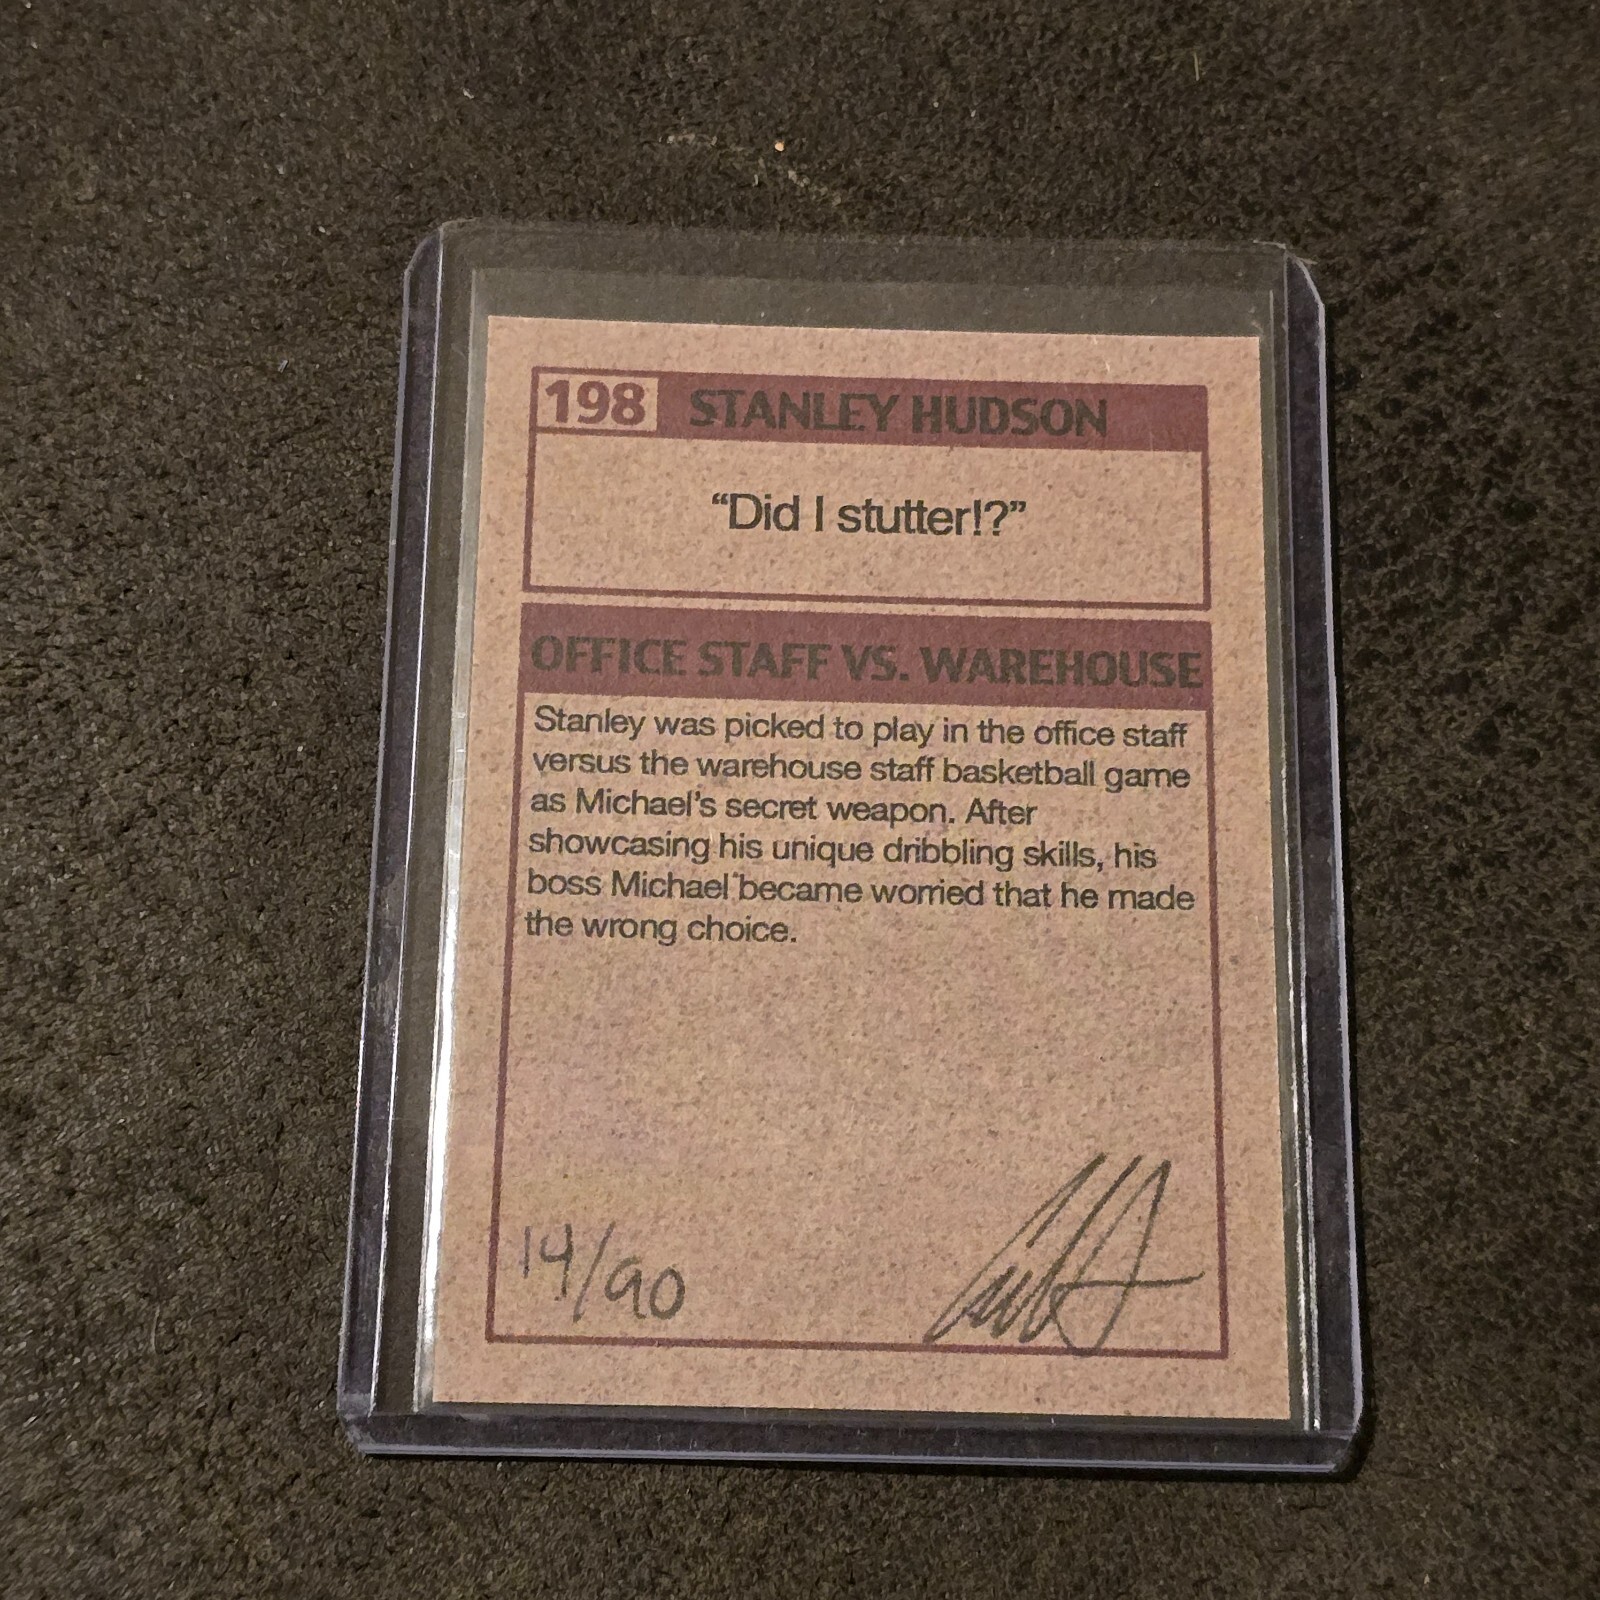 198 STANLEY HUDSON
“Did I stutter!?”
OFFICE STAFF VS. WAREHOUSE
Stanley was picked to play in the office staff
versus the warehouse staff basketball game
as Michael's secret weapon. After
showcasing his unique dribbling skills, his
boss Michael became worried that he made
the wrong choice.
14/90